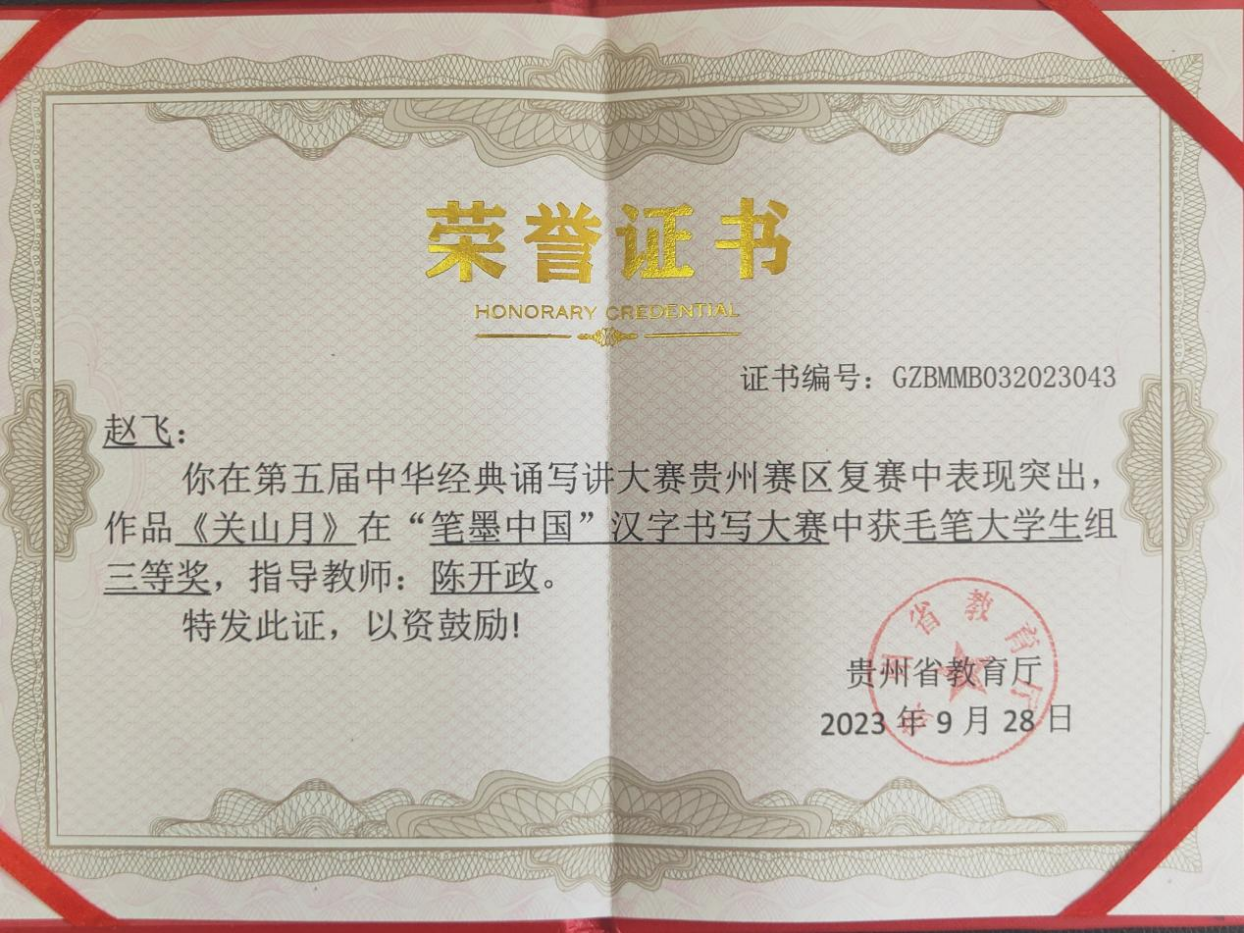 荣誉证书
HONORARY CREDENTIAL
证书编号：GZBMMB032023043
赵飞：
你在第五届中华经典诵写讲大赛贵州赛区复赛中表现突出，
作品《关山月》在“笔墨中国”汉字书写大赛中获毛笔大学生组
三等奖，指导教师：陈开政。
特发此证，以资鼓励！
贵州省教育厅
2023年9月28日
省教育厅